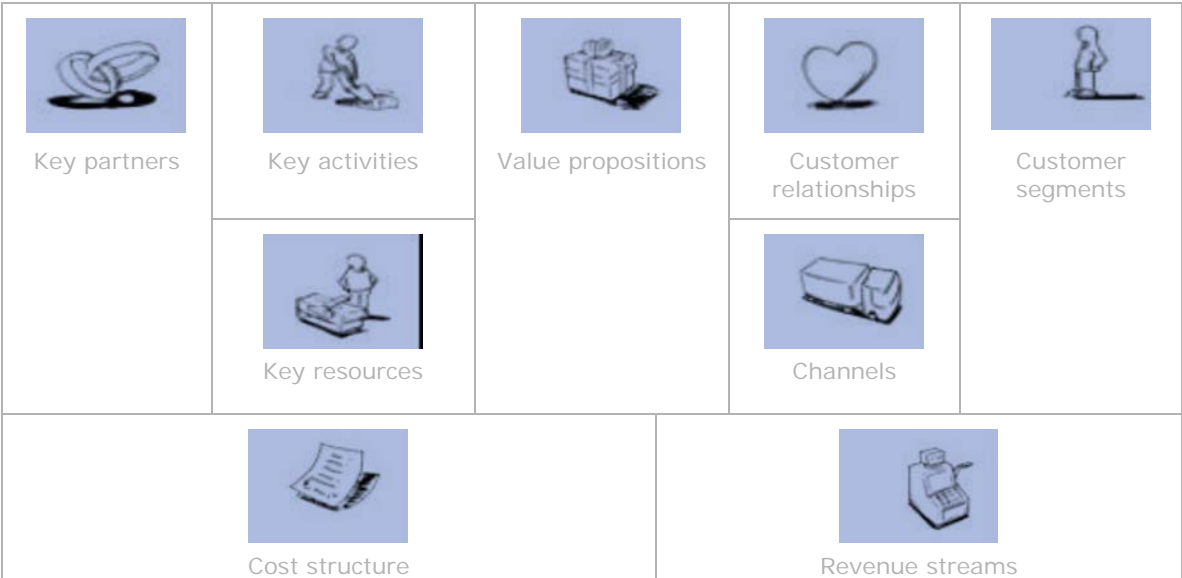 Key partners
Key activities
Value propositions
Customer
relationships
Customer
segments
Key resources
Channels
Cost structure
Revenue streams